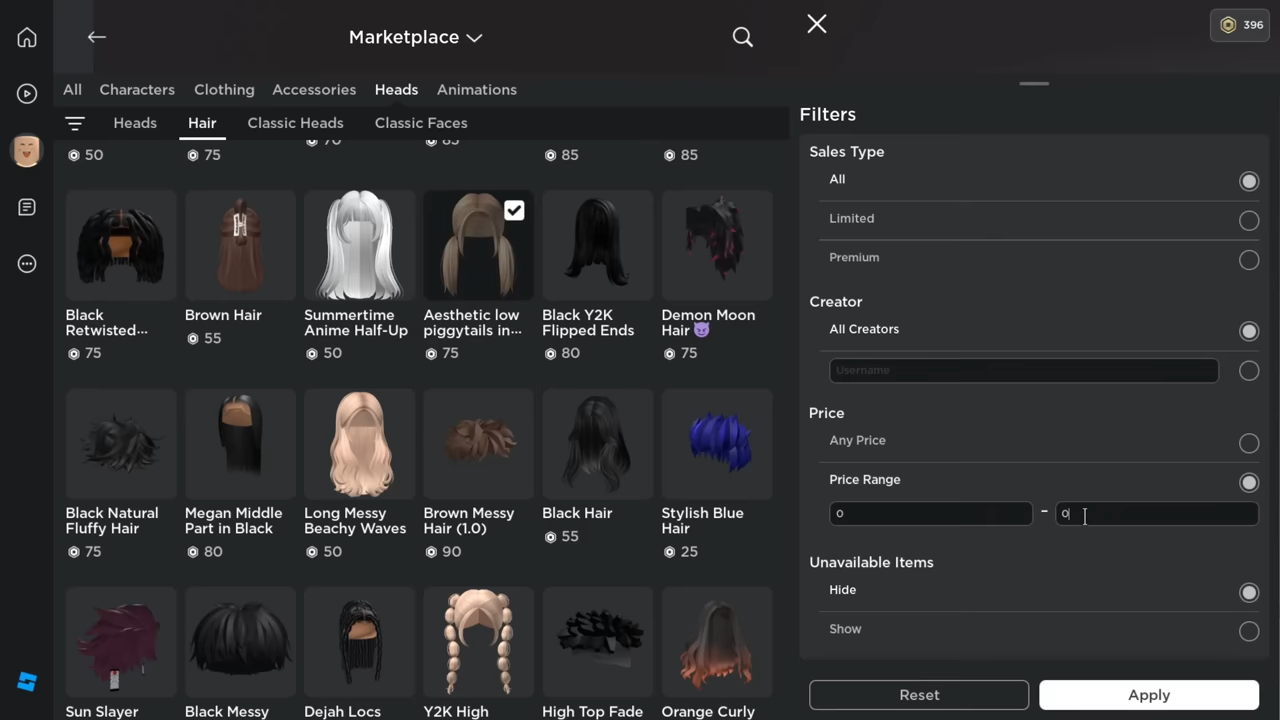 Marketplace
396
All Characters Clothing Accessories Heads Animations
Heads Hair Classic Heads Classic Faces
50 75 85 85
Black Retwisted...
75
Brown Hair
55
Summertime Anime Half-Up
50
Aesthetic low piggytails in...
75
Black Y2K Flipped Ends
80
Demon Moon Hair 😈
75
Black Natural Fluffy Hair
75
Megan Middle Part in Black
80
Long Messy Beachy Waves
50
Brown Messy Hair (1.0)
90
Black Hair
55
Stylish Blue Hair
25
Sun Slayer
Black Messy
Dejah Locs
Y2K High
High Top Fade
Orange Curly
Filters
Sales Type
All
Limited
Premium
Creator
All Creators
Username
Price
Any Price
Price Range
0 - 0
Unavailable Items
Hide
Show
Reset Apply